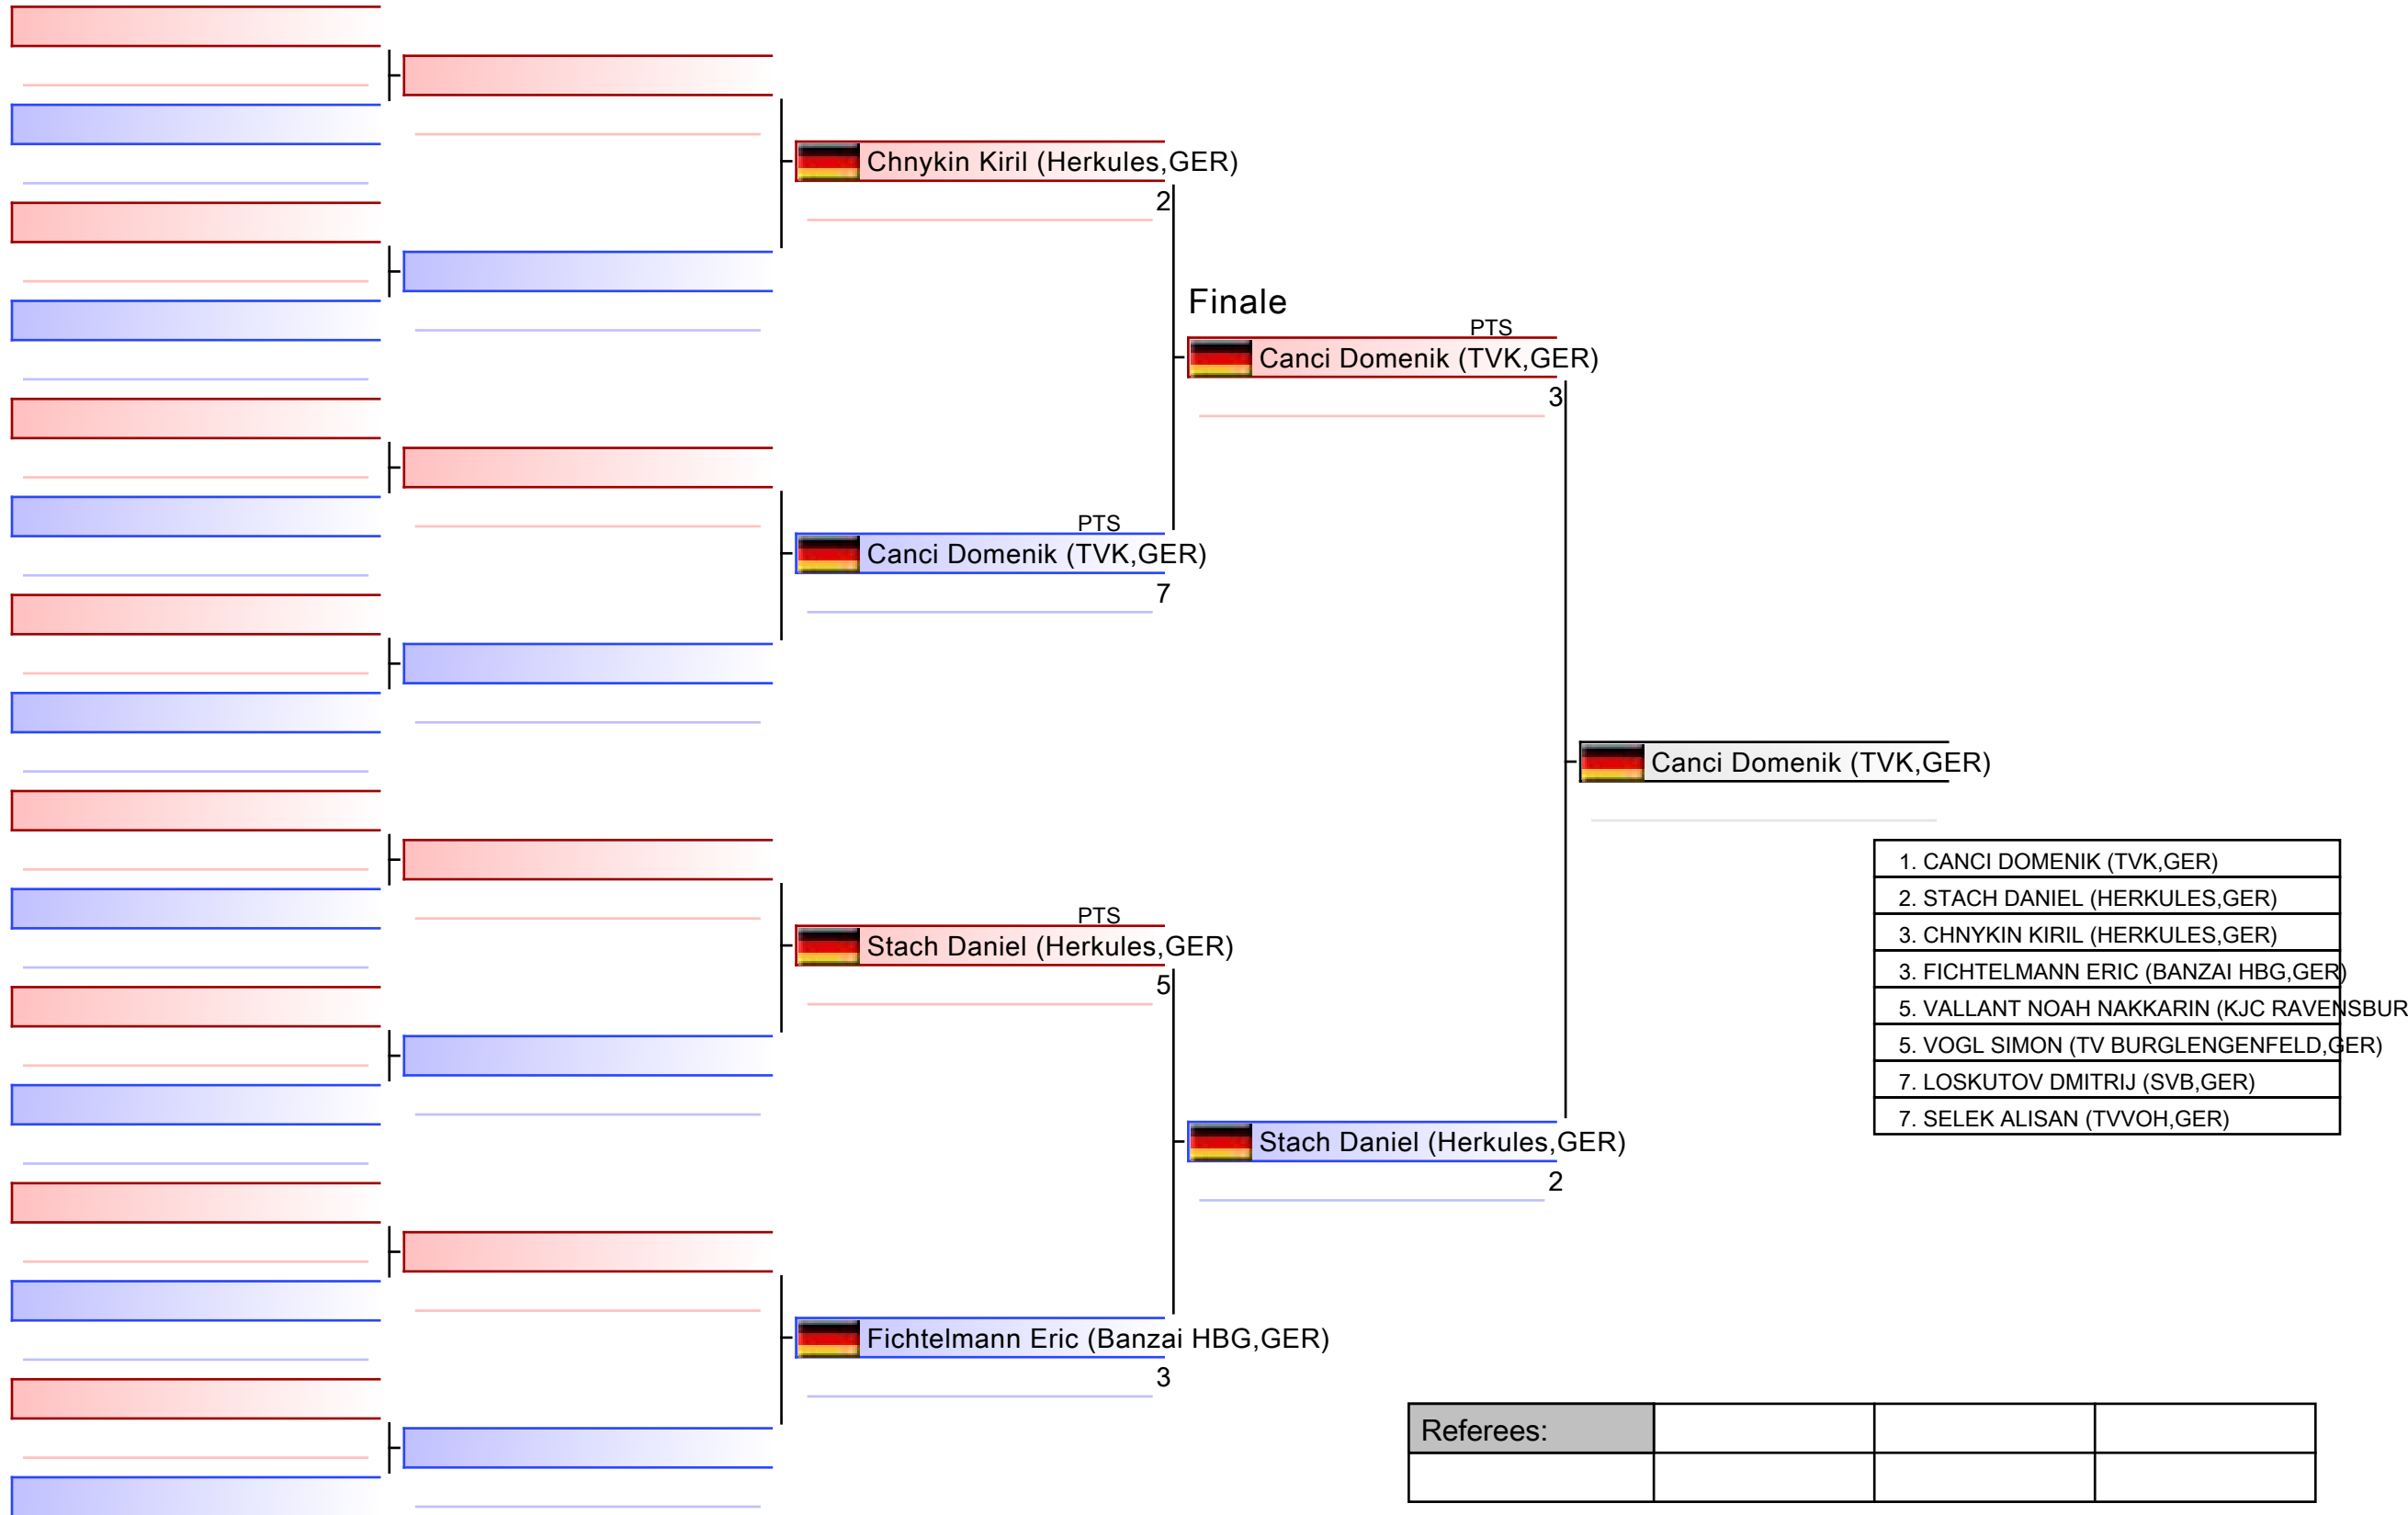 Chnykin Kiril (Herkules,GER)
2
Finale
PTS
Canci Domenik (TVK,GER)
3
PTS
Canci Domenik (TVK,GER)
7
Canci Domenik (TVK,GER)
1. CANCI DOMENIK (TVK,GER)
2. STACH DANIEL (HERKULES,GER)
3. CHNYKIN KIRIL (HERKULES,GER)
3. FICHTELMANN ERIC (BANZAI HBG,GER)
5. VALLANT NOAH NAKKARIN (KJC RAVENSBUR
5. VOGL SIMON (TV BURGLENGENFELD,GER)
7. LOSKUTOV DMITRIJ (SVB,GER)
7. SELEK ALISAN (TVVOH,GER)
PTS
Stach Daniel (Herkules,GER)
5
Stach Daniel (Herkules,GER)
2
Fichtelmann Eric (Banzai HBG,GER)
3
Referees: